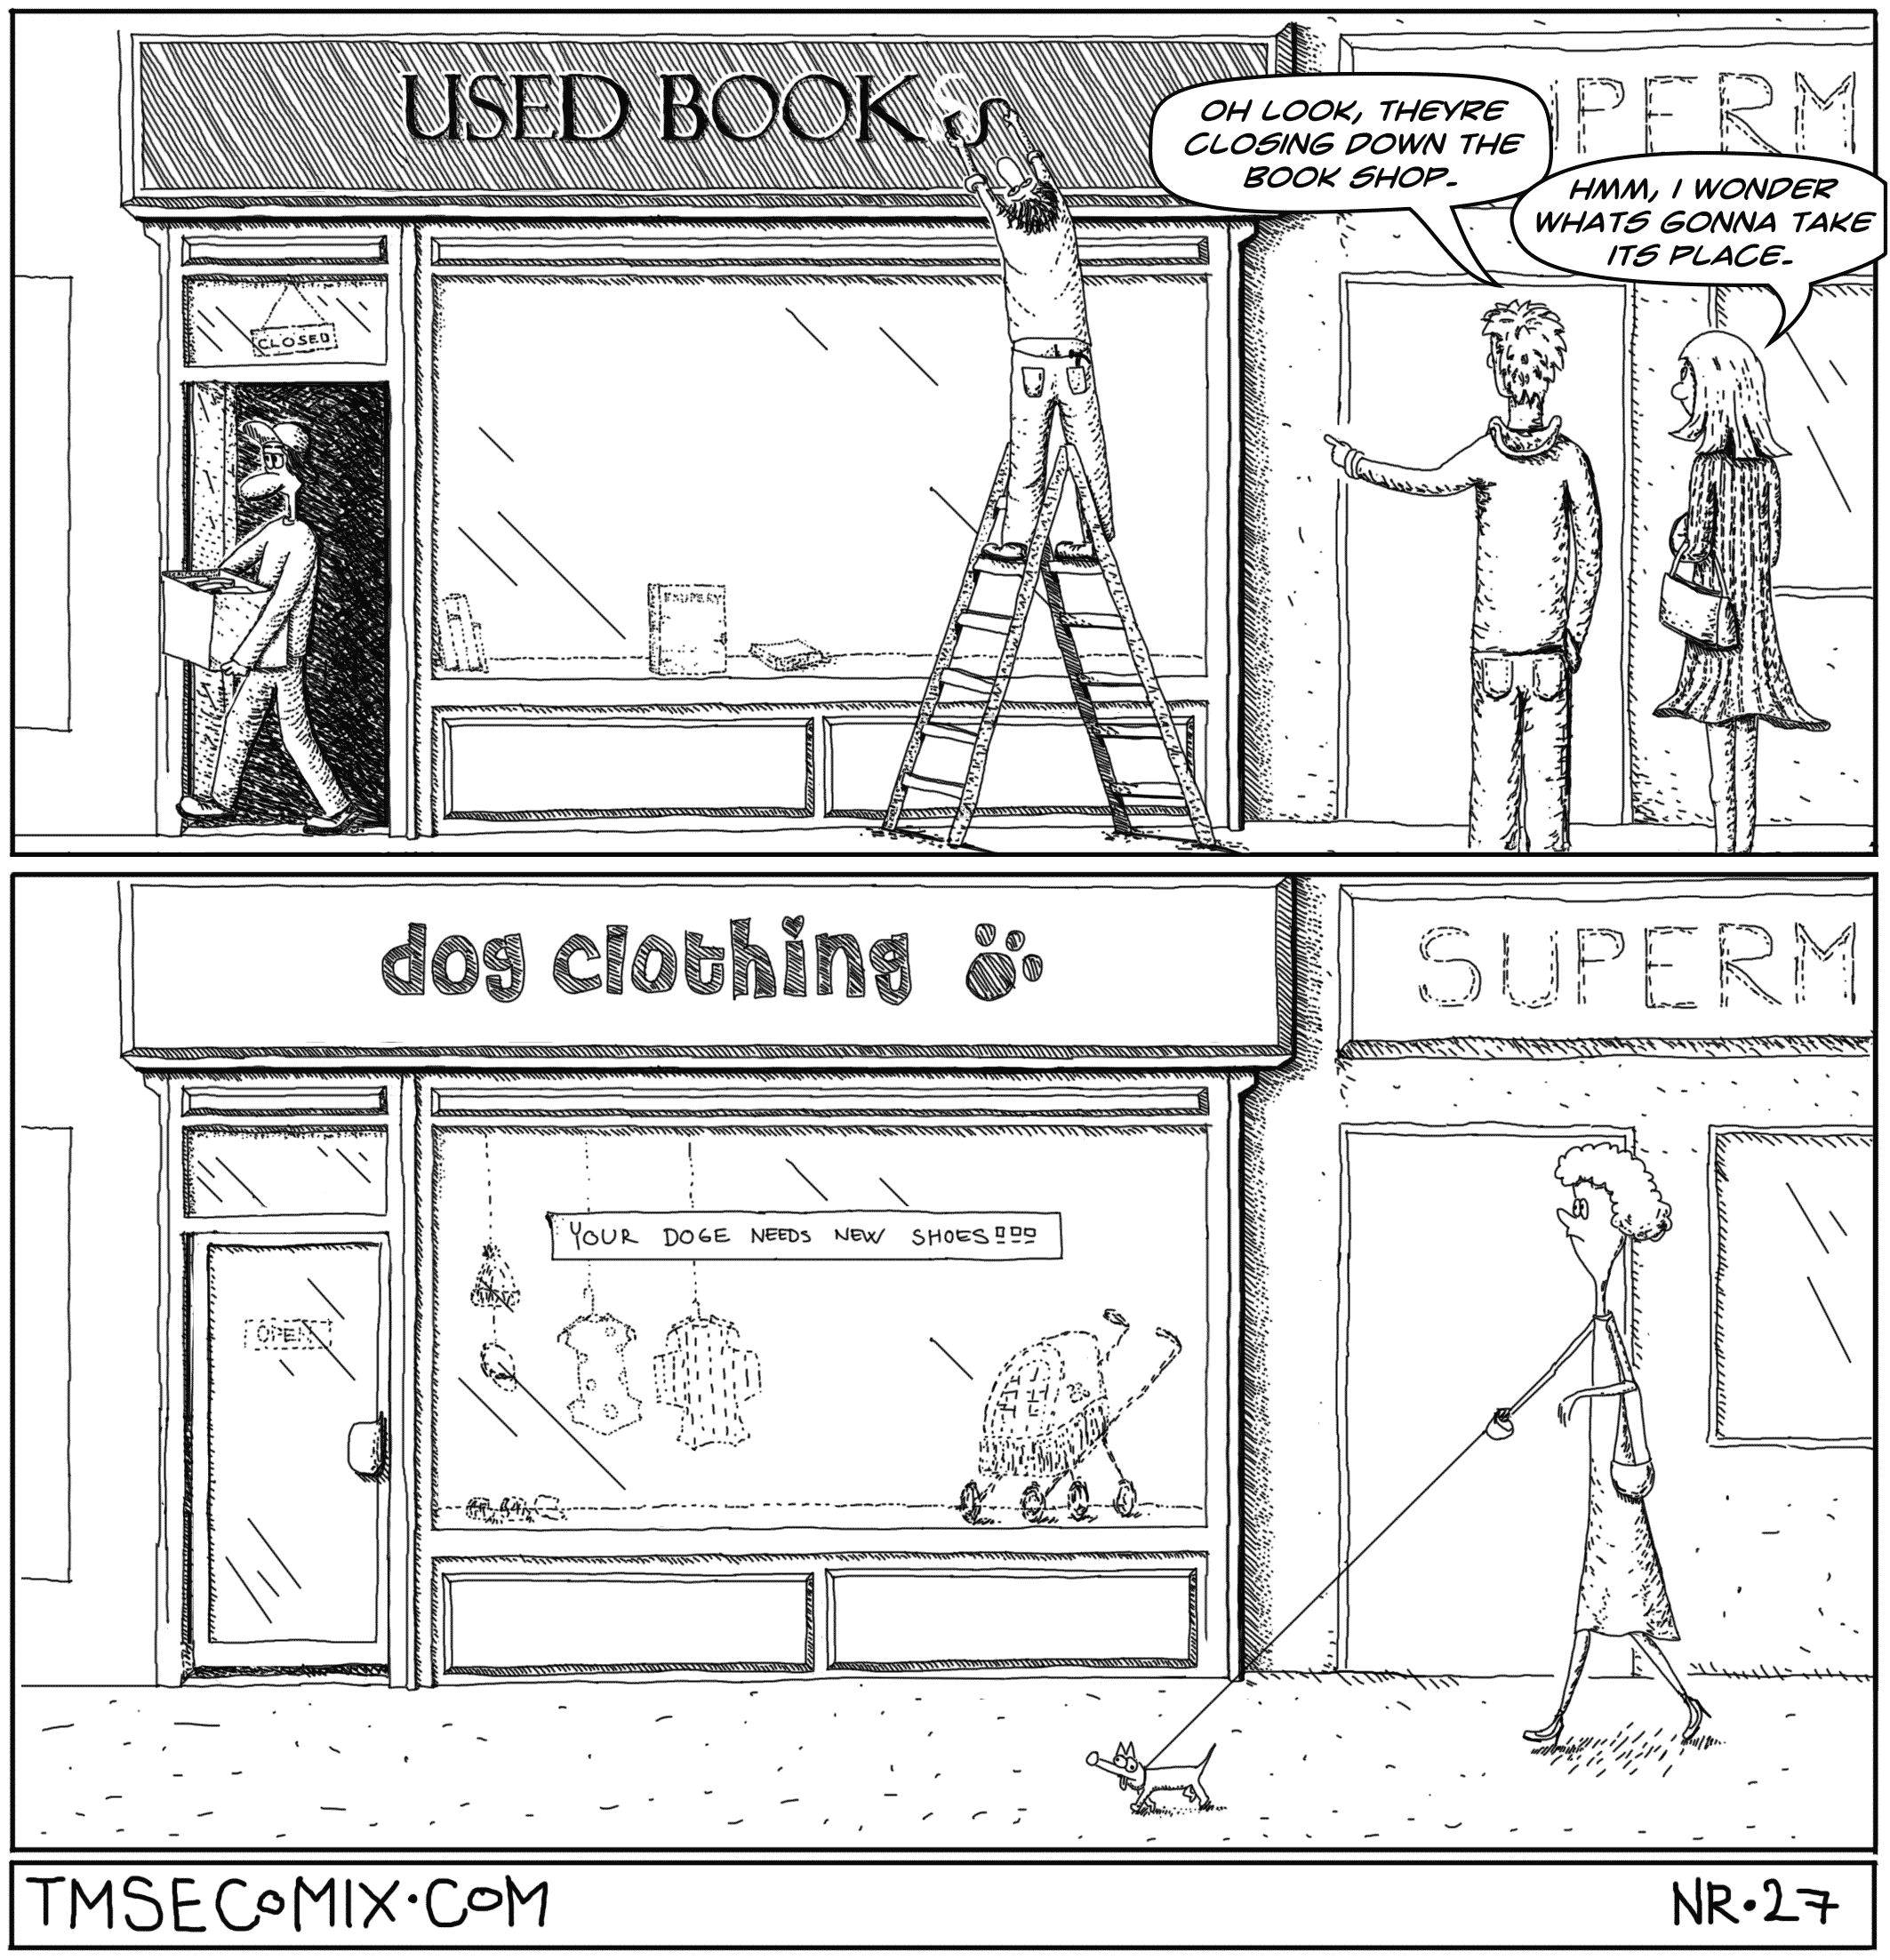 USED BOOKS
PERM
OH LOOK, THEYRE
CLOSING DOWN THE
BOOK SHOP.
HMM, I WONDER
WHATS GONNA TAKE
ITS PLACE.
CLOSED
dog clothing
SUPERM
YOUR DOGE NEEDS NEW SHOES!!!
OPEN
TMSECOMIX.COM
NR.27